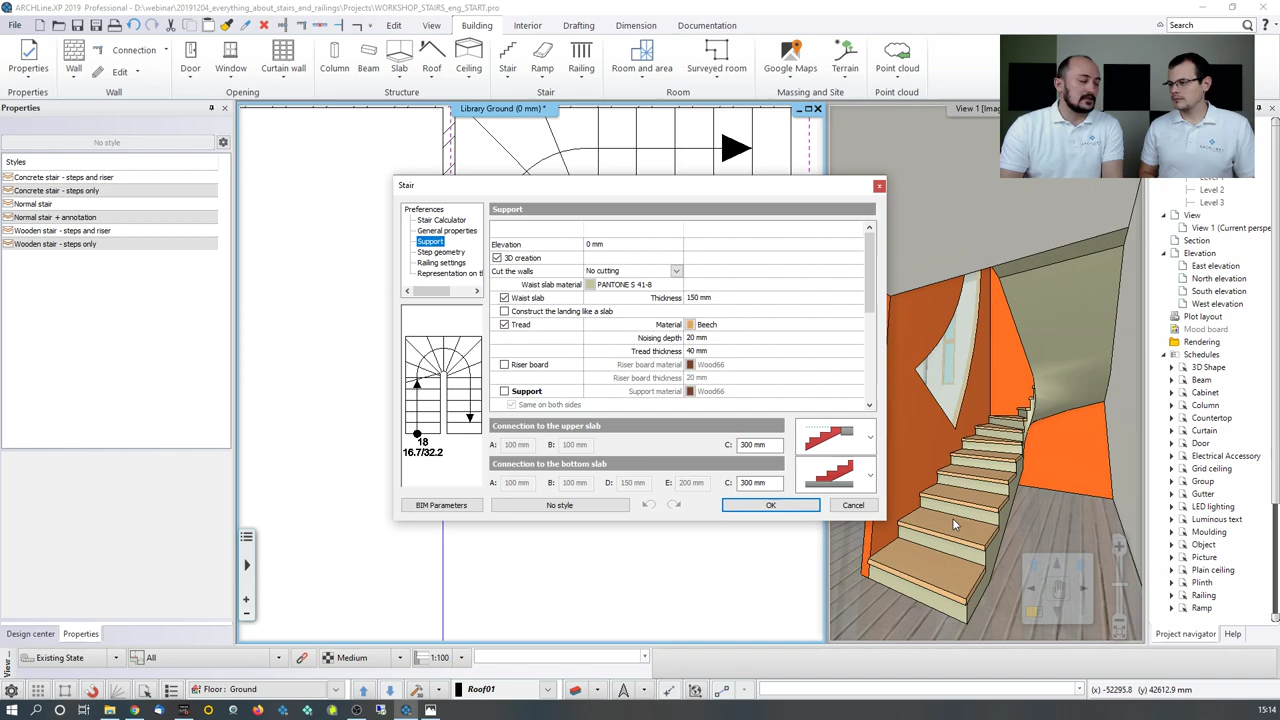 ARCHLine.XP 2019 Professional - D:\webinar\20191204_everything_about_stairs_and_railings\Projects\WORKSHOP_STAIRS_eng_START.pro
File
Edit
View
Building
Interior
Drafting
Dimension
Documentation
Search
Properties
Wall
Connection
Edit
Door
Window
Curtain wall
Column
Beam
Slab
Roof
Ceiling
Stair
Ramp
Railing
Room and area
Surveyed room
Google Maps
Terrain
Point cloud
Properties
Wall
Opening
Structure
Stair
Room
Massing and Site
Point cloud
Properties
No style
Styles
Concrete stair - steps and riser
Concrete stair - steps only
Normal stair
Normal stair + annotation
Wooden stair - steps and riser
Wooden stair - steps only
Design center
Properties
Library Ground (0 mm) *
View 1 [Imag
Stair
Preferences
Stair Calculator
General properties
Support
Step geometry
Railing settings
Representation on t
18
16.7/32.2
Support
Elevation 0 mm
3D creation
Cut the walls No cutting
Waist slab material PANTONE S 41-8
Waist slab Thickness 150 mm
Construct the landing like a slab
Tread Material Beech
Noising depth 20 mm
Tread thickness 40 mm
Riser board Riser board material Wood66
Riser board thickness 20 mm
Support Support material Wood66
Same on both sides
Connection to the upper slab
A: 100 mm B: 100 mm C: 300 mm
Connection to the bottom slab
A: 100 mm B: 100 mm D: 150 mm E: 200 mm C: 300 mm
BIM Parameters
No style
OK
Cancel
Level 3
View
View 1 (Current perspe
Section
Elevation
East elevation
North elevation
South elevation
West elevation
Plot layout
Mood board
Rendering
Schedules
3D Shape
Beam
Cabinet
Column
Countertop
Curtain
Door
Electrical Accessory
Grid ceiling
Group
Gutter
LED lighting
Luminous text
Moulding
Object
Picture
Plain ceiling
Plinth
Railing
Ramp
Project navigator
Help
View
Existing State
All
Medium
1:100
Floor : Ground
Roof01
(x) -52295.8 (y) 42612.9 mm
15:14